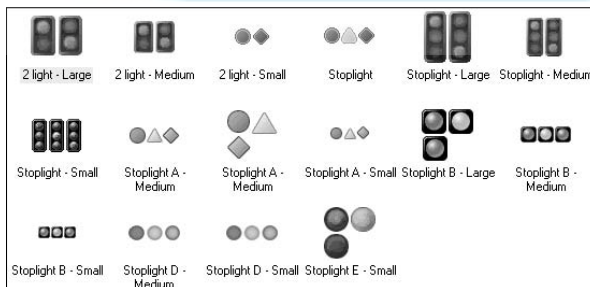 2 light - Large
2 light - Medium
2 light - Small
Stoplight
Stoplight - Large
Stoplight - Medium
Stoplight - Small
Stoplight A -
Medium
Stoplight A -
Medium
Stoplight A - Small
Stoplight B - Large
Stoplight B -
Medium
Stoplight B - Small
Stoplight D -
Medium
Stoplight D - Small
Stoplight E - Small